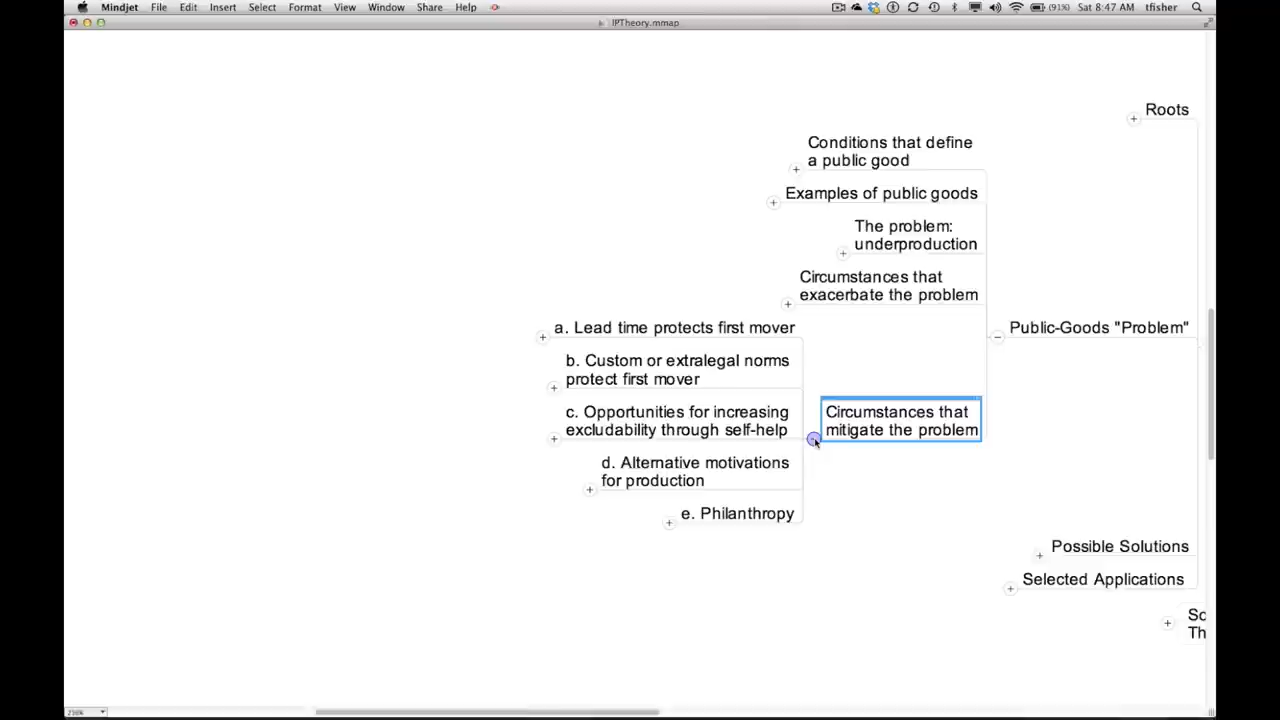 Mindjet File Edit Insert Select Format View Window Share Help
(91%) Sat 8:47 AM tfisher
IPTheory.mmap
Roots
Conditions that define
a public good
Examples of public goods
The problem:
underproduction
Circumstances that
exacerbate the problem
a. Lead time protects first mover
Public-Goods "Problem"
b. Custom or extralegal norms
protect first mover
c. Opportunities for increasing
excludability through self-help
Circumstances that
mitigate the problem
d. Alternative motivations
for production
e. Philanthropy
Possible Solutions
Selected Applications
So
Th